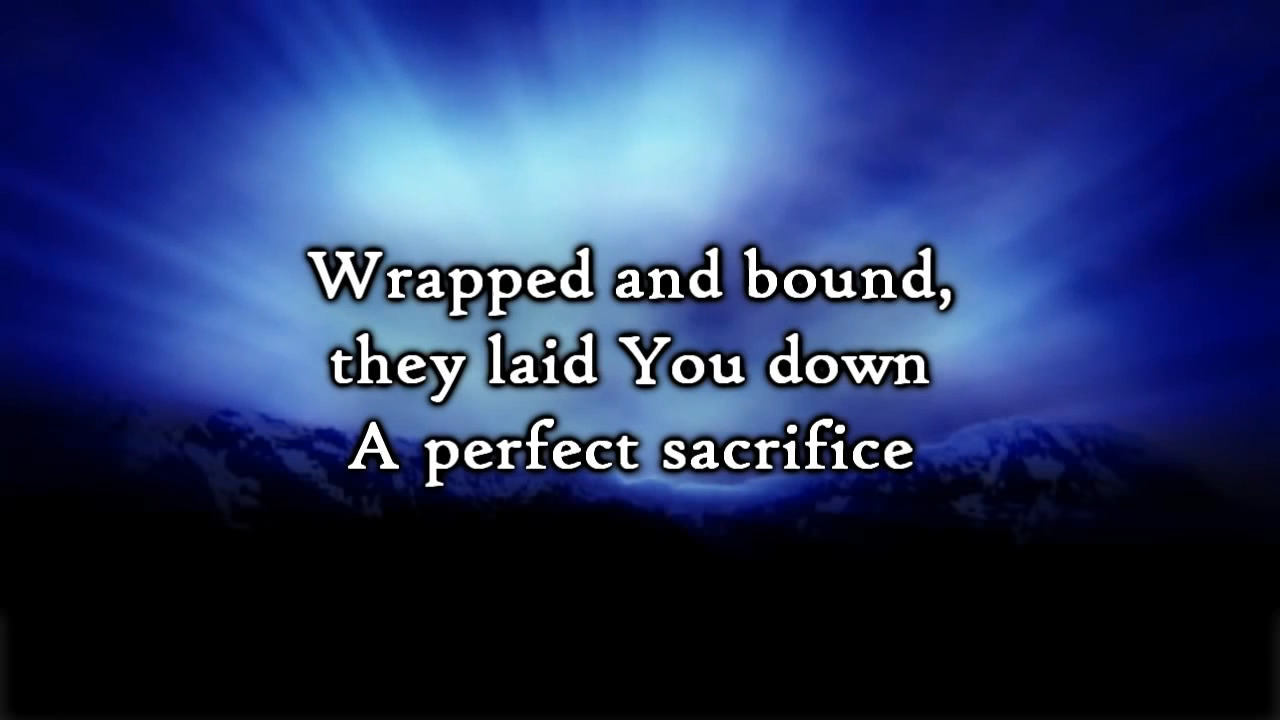 Wrapped and bound,
they laid You down
A perfect sacrifice